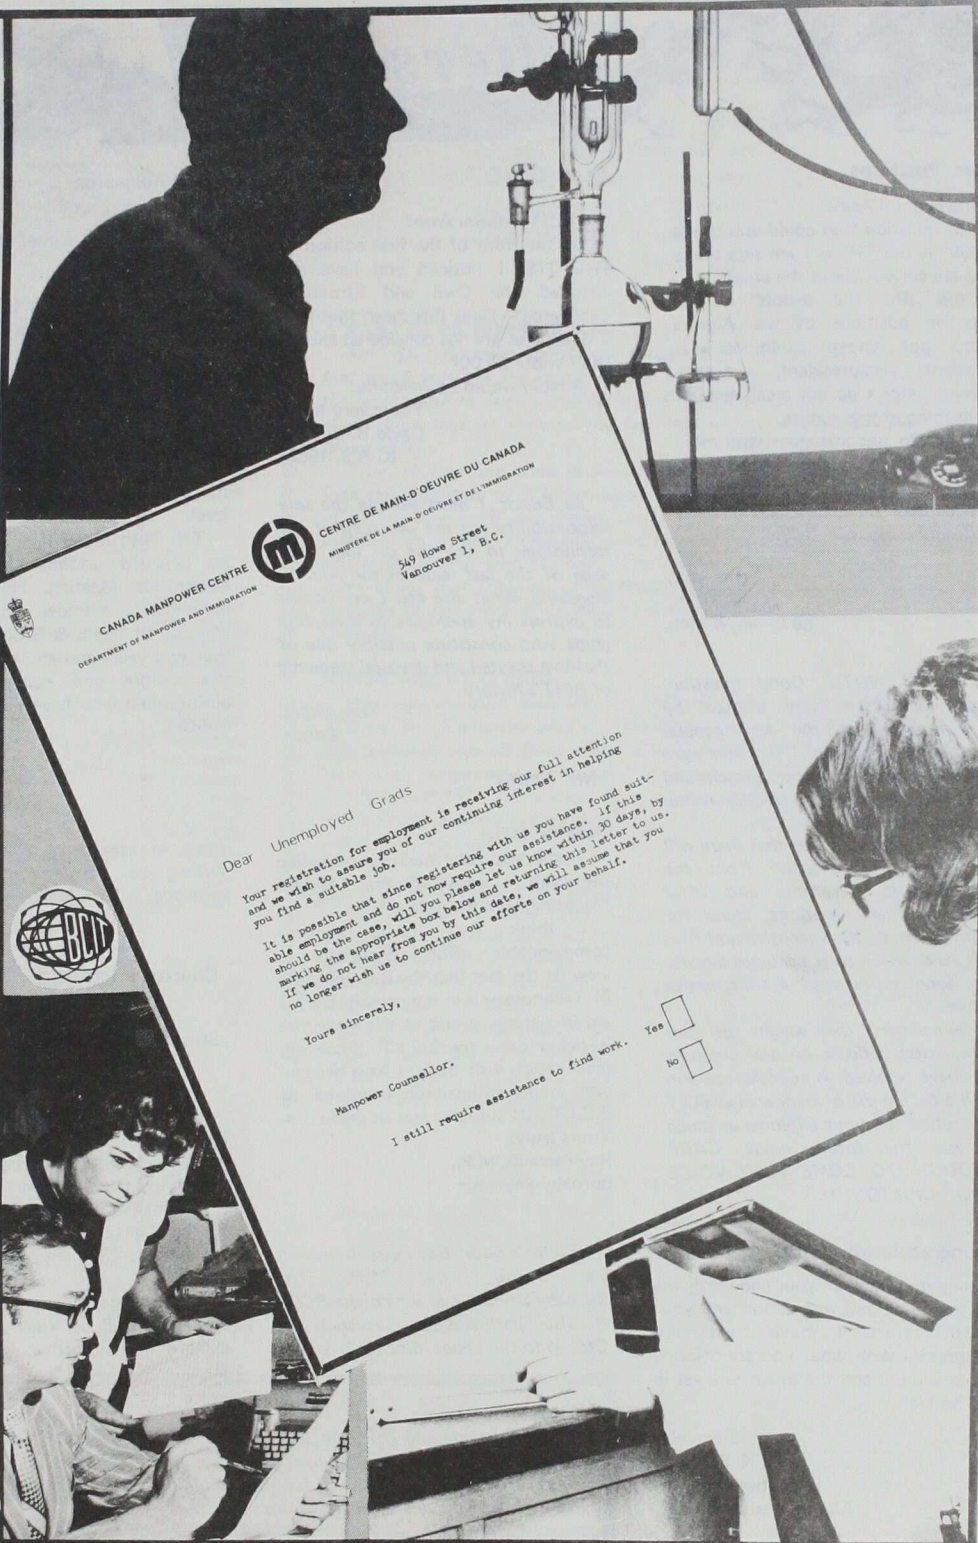 CANADA MANPOWER CENTRE
DEPARTMENT OF MANPOWER AND IMMIGRATION
CENTRE DE MAIN-D'OEUVRE DU CANADA
MINISTÈRE DE LA MAIN-D'OEUVRE ET DE L'IMMIGRATION
549 Howe Street
Vancouver 1, B.C.
Dear Unemployed Grads
Your registration for employment is receiving our full attention
and we wish to assure you of our continuing interest in helping
you find a suitable job.
It is possible that since registering with us you have found suit-
able employment and do not now require our assistance. If this
should be the case, will you please let us know within 30 days, by
marking the appropriate box below and returning this letter to us.
If we do not hear from you by this date, we will assume that you
no longer wish us to continue our efforts on your behalf.
Yours sincerely,
Manpower Counsellor.
I still require assistance to find work. Yes
No
BCIT